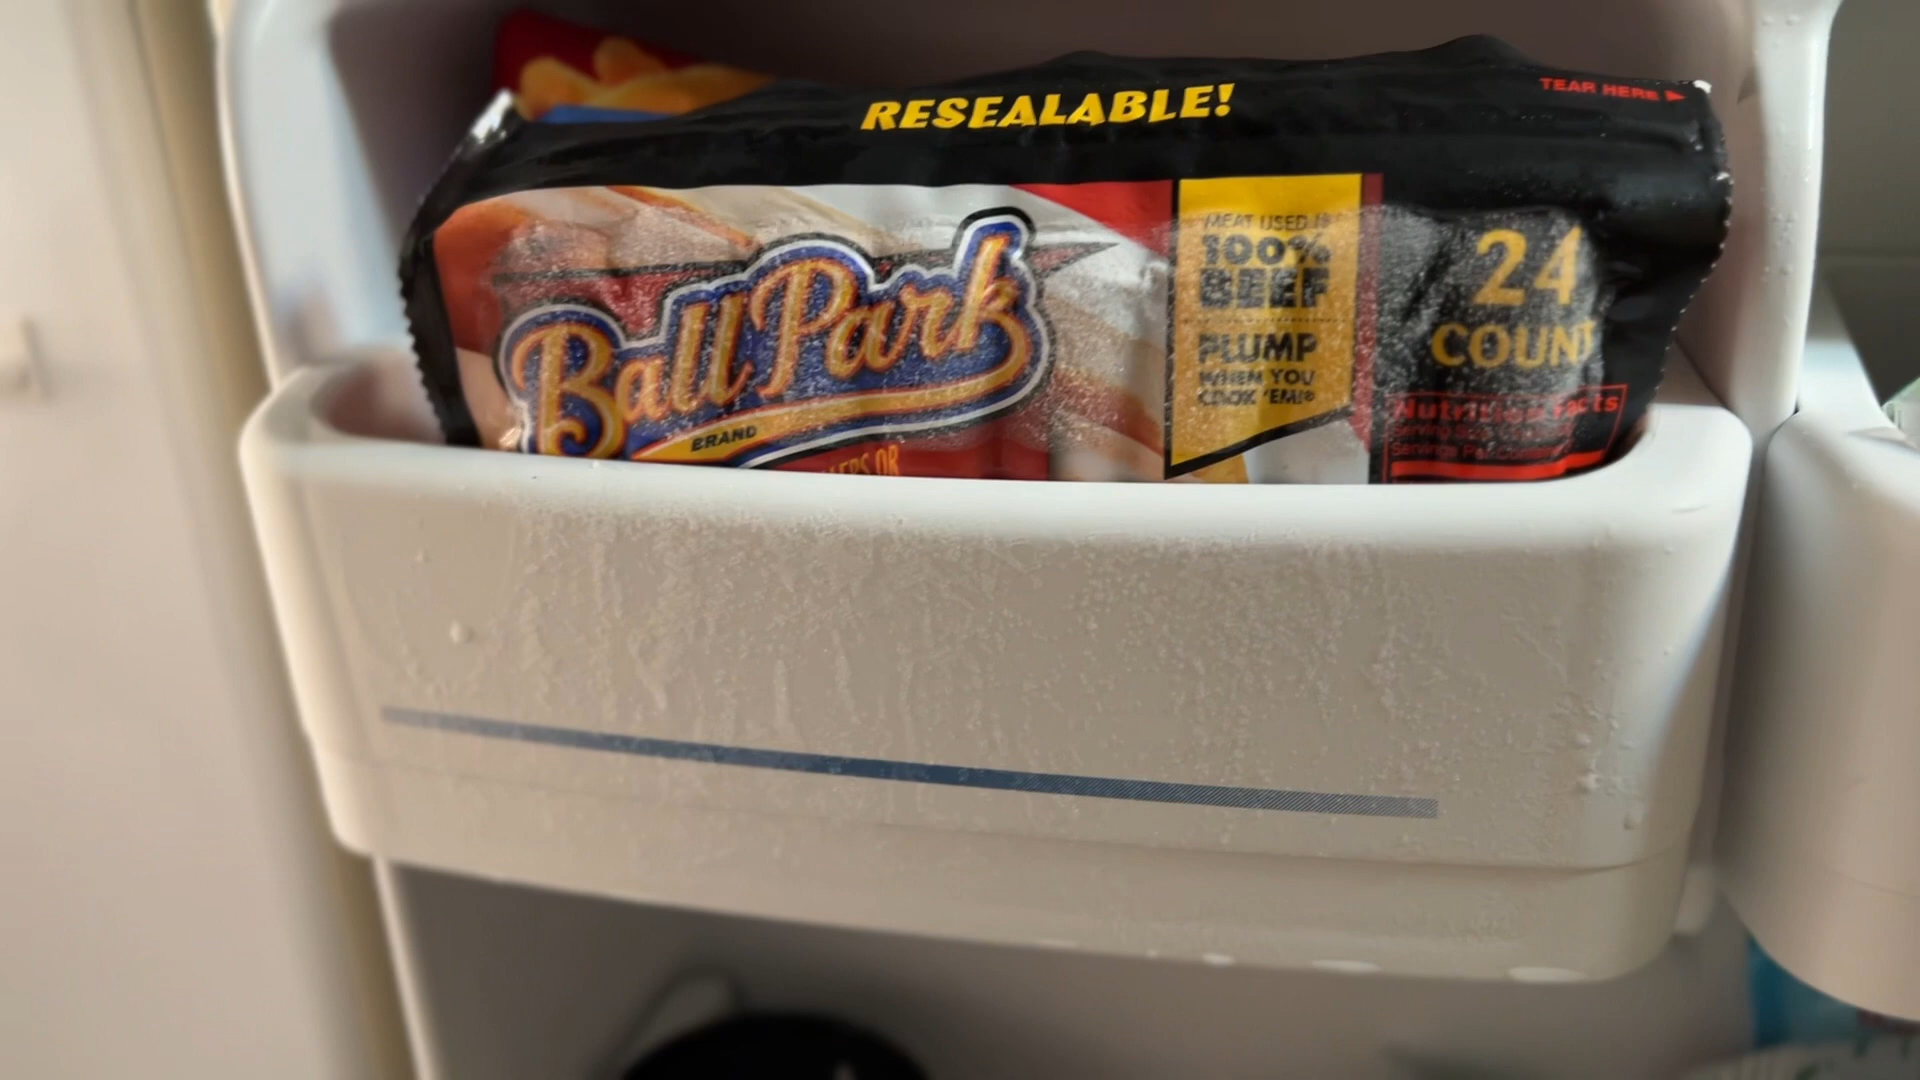 RESEALABLE!
TEAR HERE
Ball Park
BRAND
MEAT USED IS
100%
BEEF
PLUMP
WHEN YOU
COOK 'EM!®
24
COUNT
Nutrition Facts